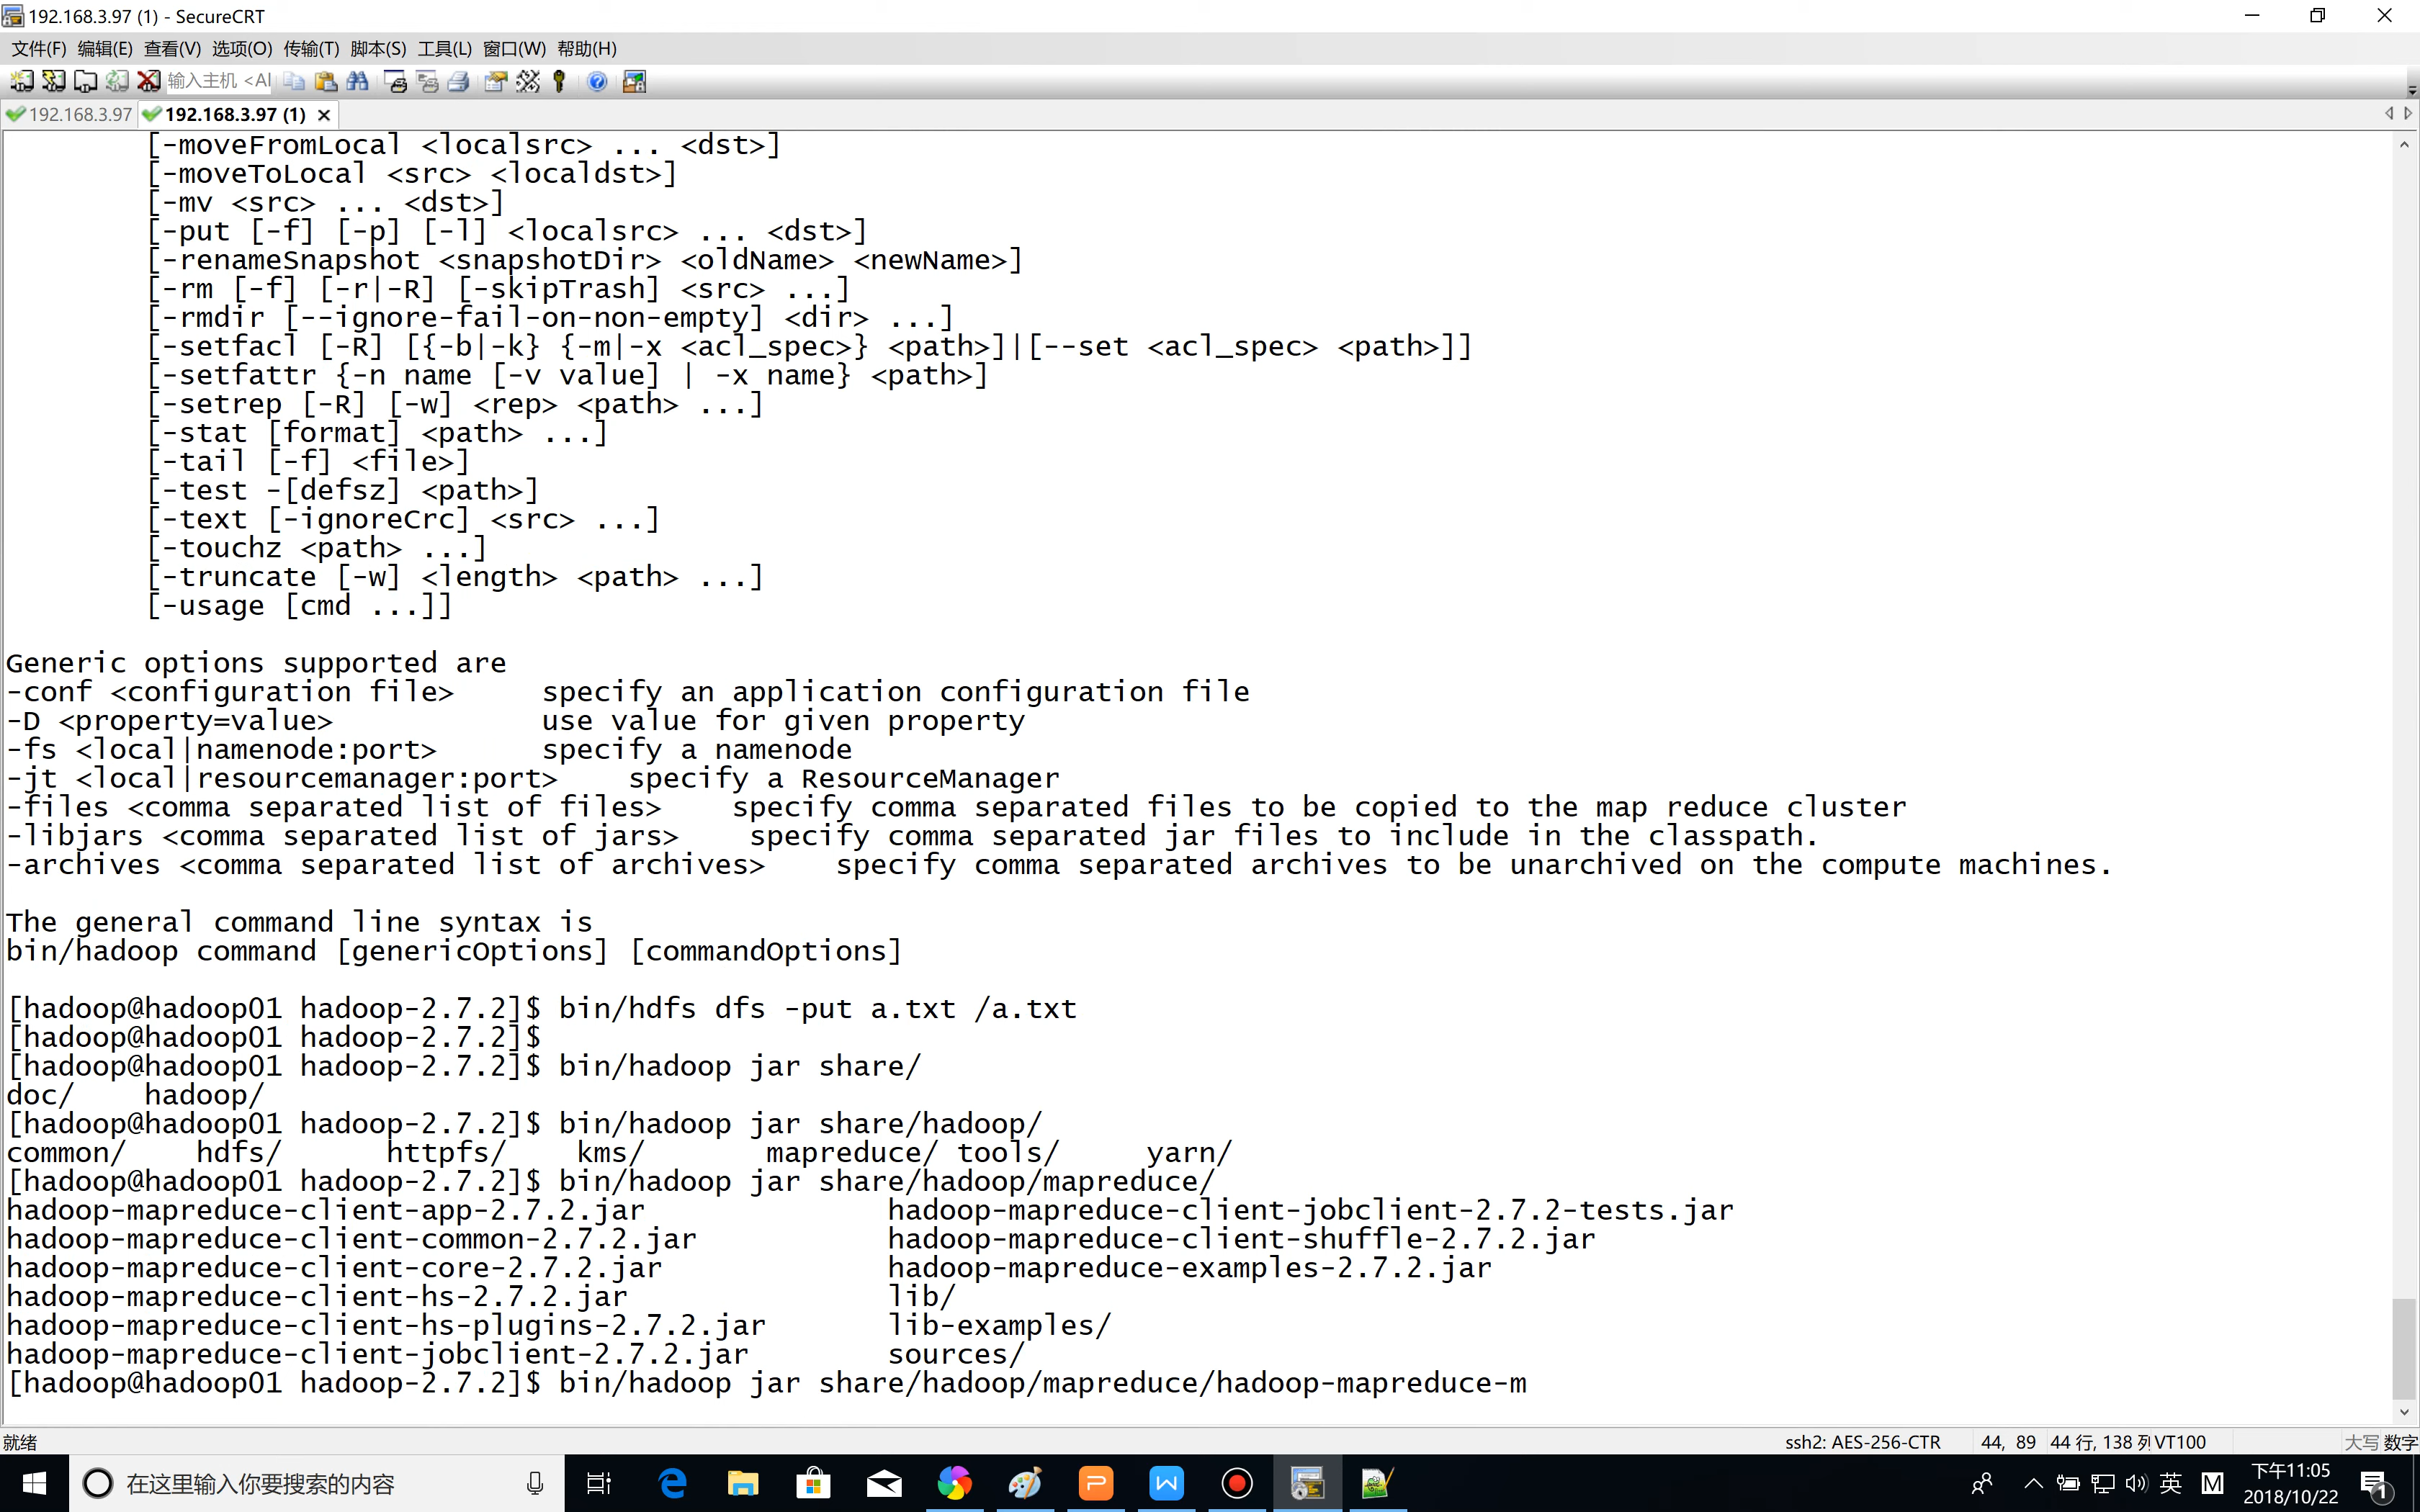 192.168.3.97 (1) - SecureCRT
文件(F) 编辑(E) 查看(V) 选项(O) 传输(T) 脚本(S) 工具(L) 窗口(W) 帮助(H)
输入主机 <Al
192.168.3.97 192.168.3.97 (1)
[-moveFromLocal <localsrc> ... <dst>]
[-moveToLocal <src> <localdst>]
[-mv <src> ... <dst>]
[-put [-f] [-p] [-l] <localsrc> ... <dst>]
[-renameSnapshot <snapshotDir> <oldName> <newName>]
[-rm [-f] [-r|-R] [-skipTrash] <src> ...]
[-rmdir [--ignore-fail-on-non-empty] <dir> ...]
[-setfacl [-R] [{-b|-k} {-m|-x <acl_spec>} <path>]|[--set <acl_spec> <path>]]
[-setfattr {-n name [-v value] | -x name} <path>]
[-setrep [-R] [-w] <rep> <path> ...]
[-stat [format] <path> ...]
[-tail [-f] <file>]
[-test -[defsz] <path>]
[-text [-ignoreCrc] <src> ...]
[-touchz <path> ...]
[-truncate [-w] <length> <path> ...]
[-usage [cmd ...]]
Generic options supported are
-conf <configuration file>     specify an application configuration file
-D <property=value>            use value for given property
-fs <local|namenode:port>      specify a namenode
-jt <local|resourcemanager:port>    specify a ResourceManager
-files <comma separated list of files>    specify comma separated files to be copied to the map reduce cluster
-libjars <comma separated list of jars>    specify comma separated jar files to include in the classpath.
-archives <comma separated list of archives>    specify comma separated archives to be unarchived on the compute machines.
The general command line syntax is
bin/hadoop command [genericOptions] [commandOptions]
[hadoop@hadoop01 hadoop-2.7.2]$ bin/hdfs dfs -put a.txt /a.txt
[hadoop@hadoop01 hadoop-2.7.2]$
[hadoop@hadoop01 hadoop-2.7.2]$ bin/hadoop jar share/
doc/    hadoop/
[hadoop@hadoop01 hadoop-2.7.2]$ bin/hadoop jar share/hadoop/
common/    hdfs/      httpfs/    kms/       mapreduce/ tools/     yarn/
[hadoop@hadoop01 hadoop-2.7.2]$ bin/hadoop jar share/hadoop/mapreduce/
hadoop-mapreduce-client-app-2.7.2.jar              hadoop-mapreduce-client-jobclient-2.7.2-tests.jar
hadoop-mapreduce-client-common-2.7.2.jar           hadoop-mapreduce-client-shuffle-2.7.2.jar
hadoop-mapreduce-client-core-2.7.2.jar             hadoop-mapreduce-examples-2.7.2.jar
hadoop-mapreduce-client-hs-2.7.2.jar               lib/
hadoop-mapreduce-client-hs-plugins-2.7.2.jar       lib-examples/
hadoop-mapreduce-client-jobclient-2.7.2.jar        sources/
[hadoop@hadoop01 hadoop-2.7.2]$ bin/hadoop jar share/hadoop/mapreduce/hadoop-mapreduce-m
就绪 ssh2: AES-256-CTR 44, 89 44 行, 138 列 VT100 大写 数字
在这里输入你要搜索的内容 英 M 下午11:05
2018/10/22 1